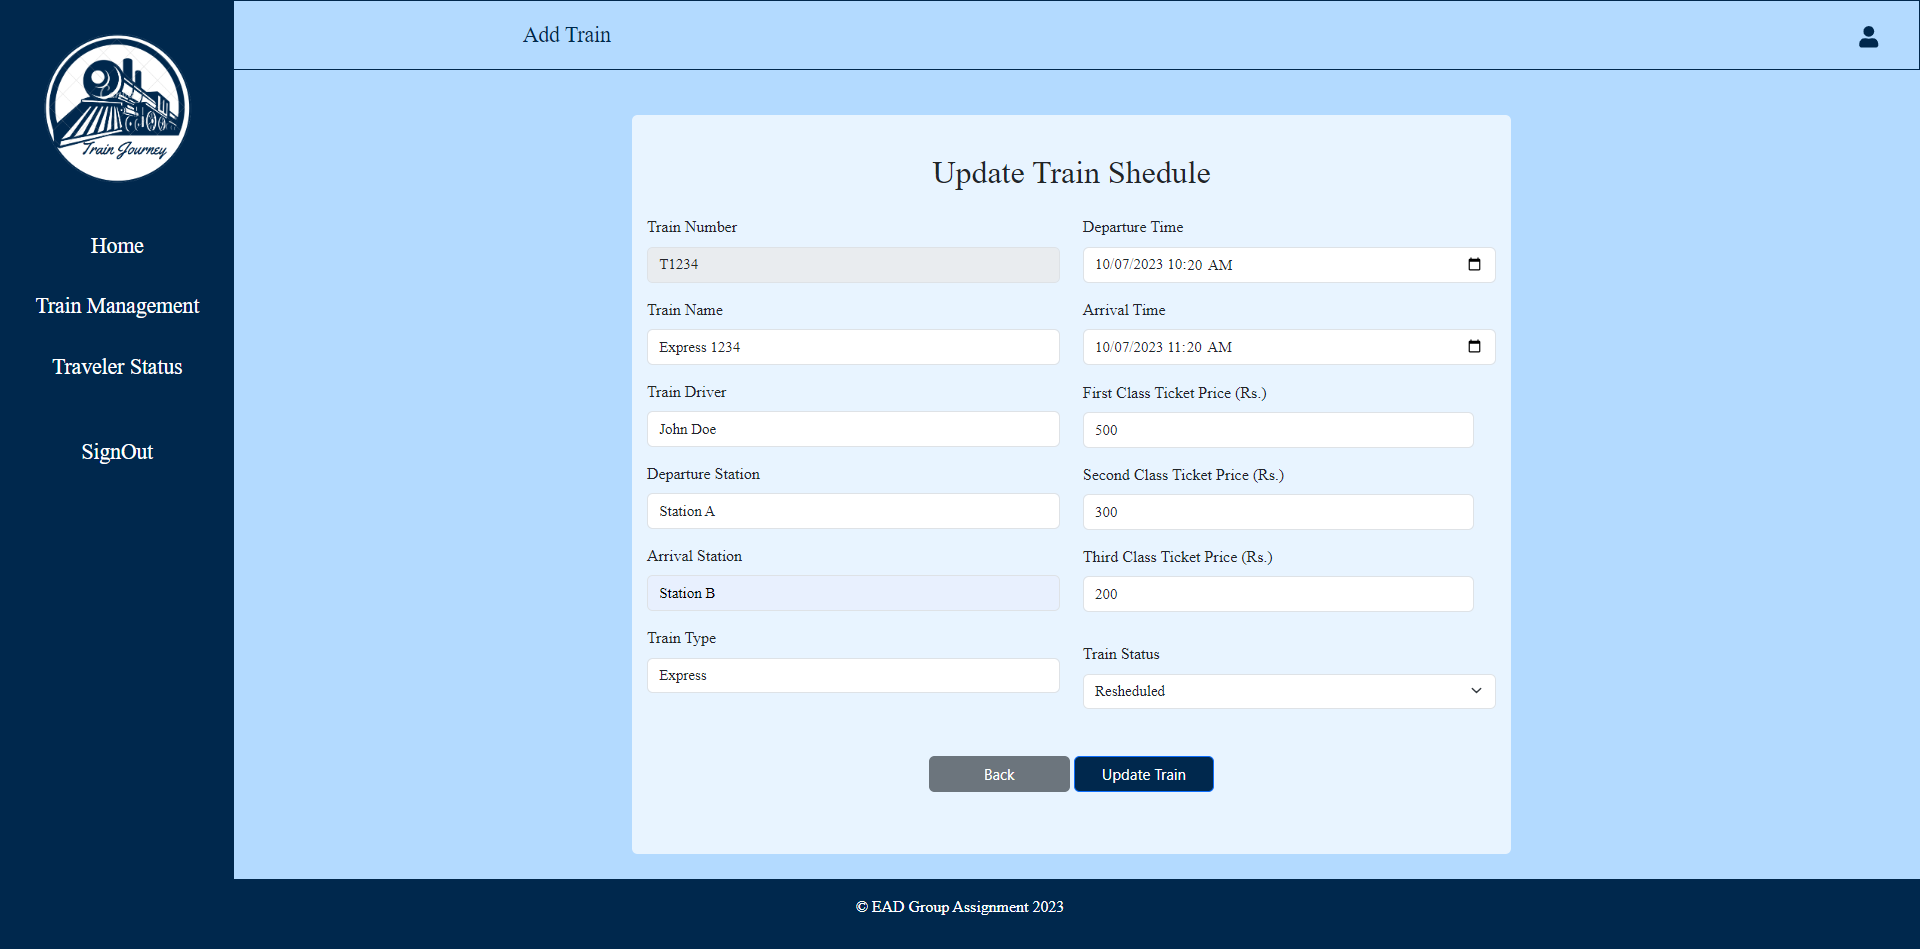 Train Journey
Home
Train Management
Traveler Status
SignOut
Add Train
Update Train Shedule
Train Number
T1234
Train Name
Express 1234
Train Driver
John Doe
Departure Station
Station A
Arrival Station
Station B
Train Type
Express
Departure Time
10/07/2023 10:20 AM
Arrival Time
10/07/2023 11:20 AM
First Class Ticket Price (Rs.)
500
Second Class Ticket Price (Rs.)
300
Third Class Ticket Price (Rs.)
200
Train Status
Resheduled
Back
Update Train
© EAD Group Assignment 2023